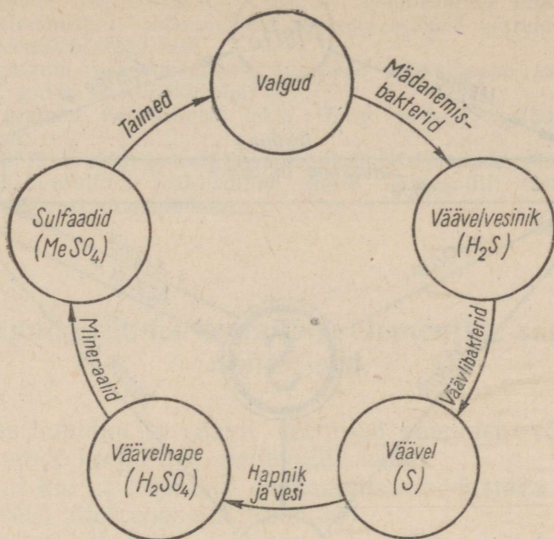 Valgud
Mädanemis-
bakterid
Väävelvesinik
(H₂S)
Väävlibakterid
Väävel
(S)
Hapnik
ja vesi
Väävelhape
(H₂SO₄)
Mineraalid
Sulfaadid
(MeSO₄)
Taimed